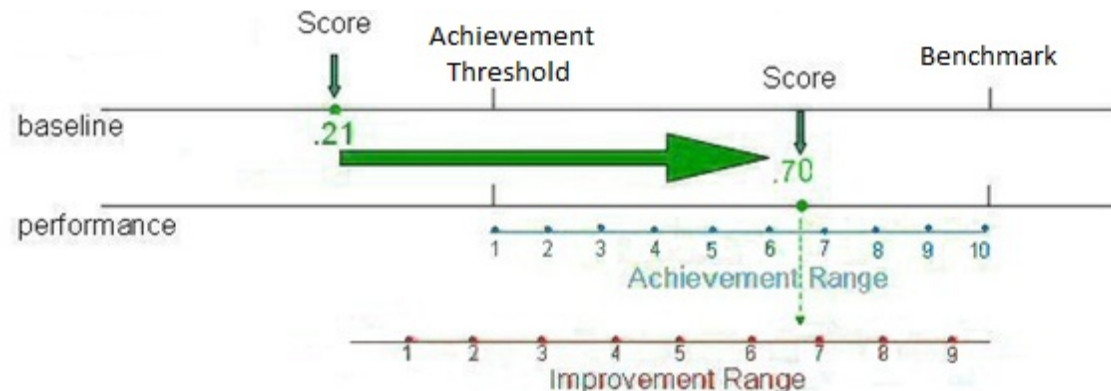 Score
Achievement
Threshold
Score
Benchmark
baseline
.21
.70
performance
1 2 3 4 5 6 7 8 9 10
Achievement Range
1 2 3 4 5 6 7 8 9
Improvement Range